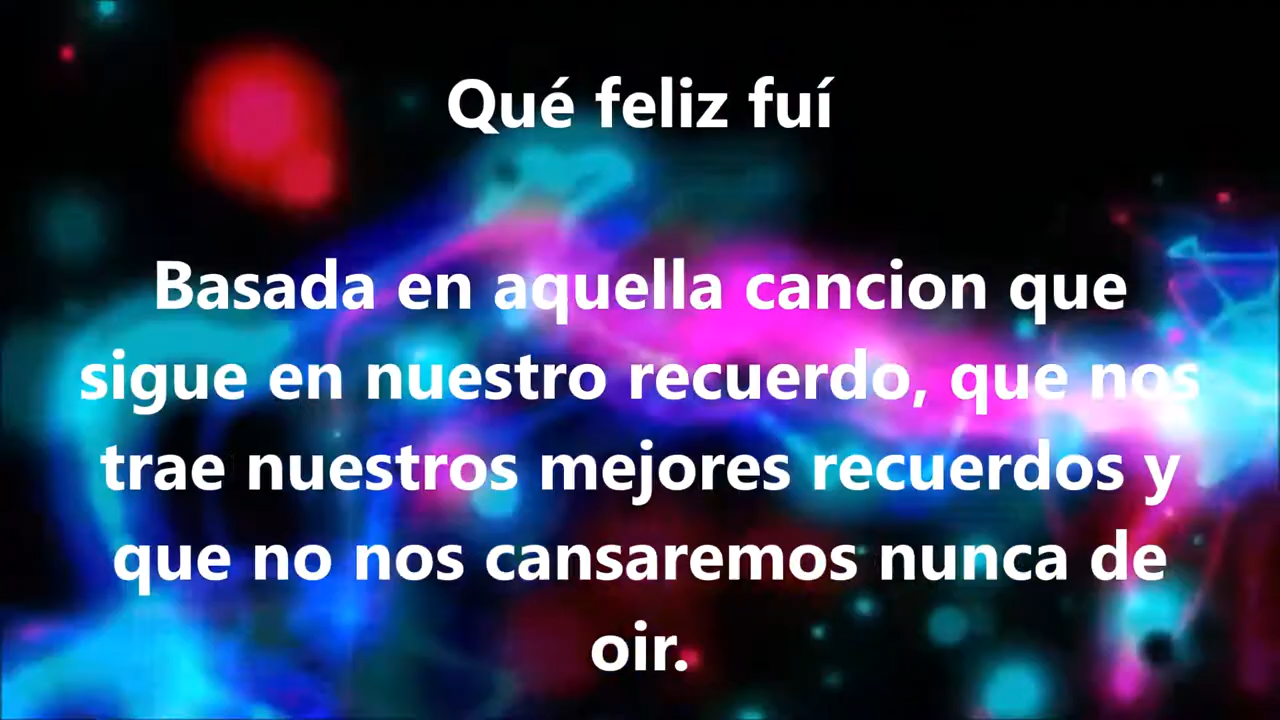 Qué feliz fuí
Basada en aquella cancion que
sigue en nuestro recuerdo, que nos
trae nuestros mejores recuerdos y
que no nos cansaremos nunca de
oir.